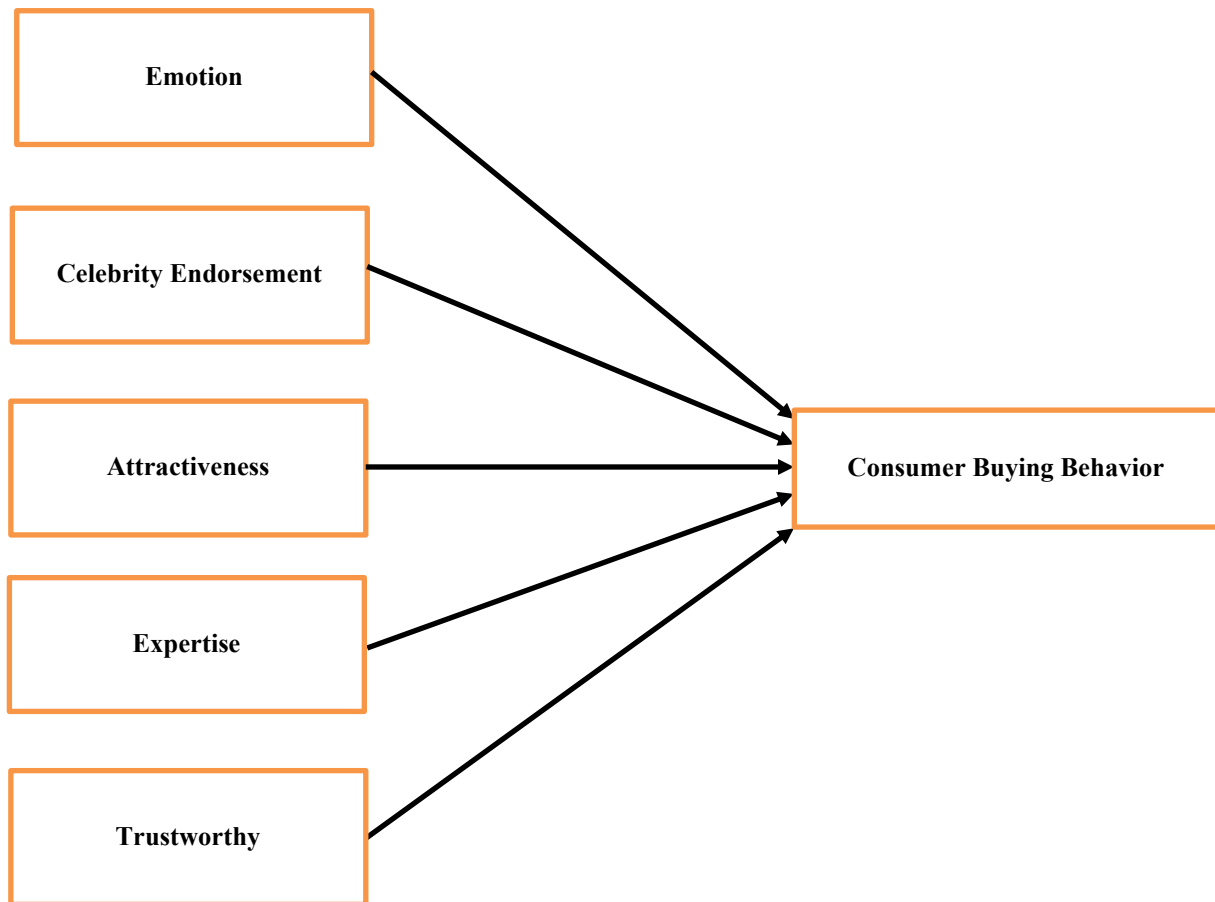 Emotion
Celebrity Endorsement
Attractiveness
Consumer Buying Behavior
Expertise
Trustworthy